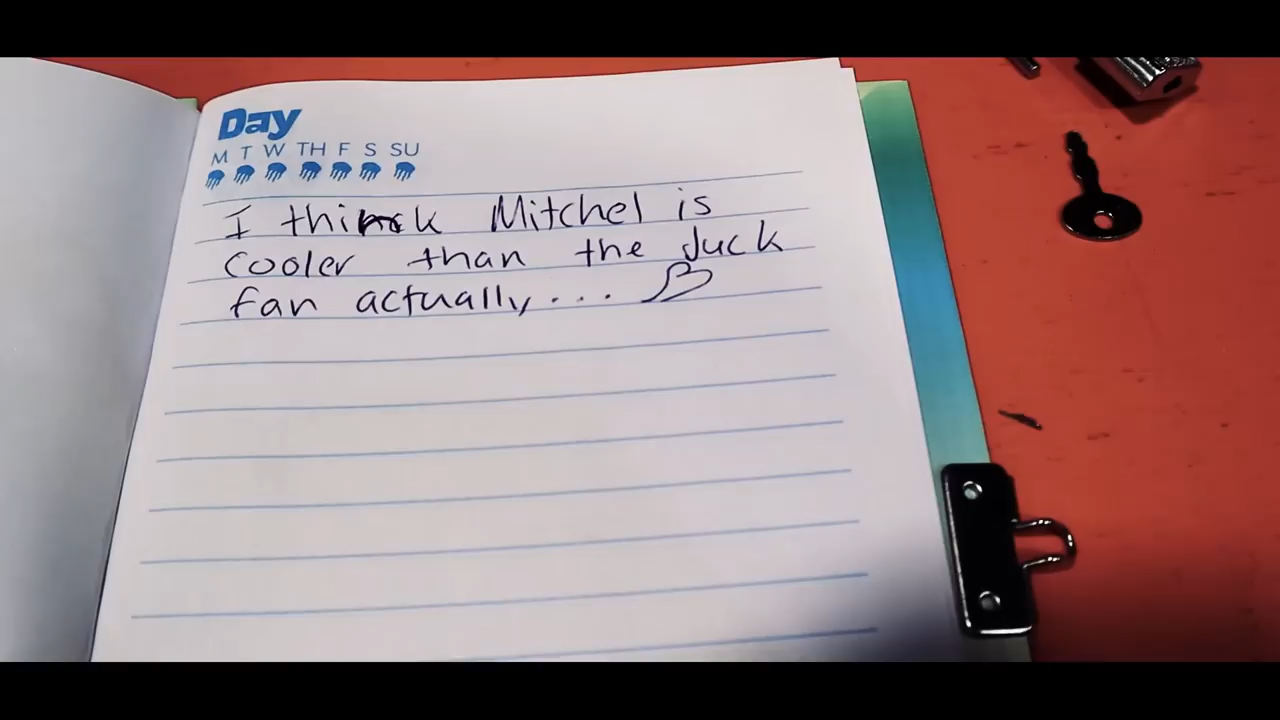 Day
M T W TH F S SU
I think Mitchel is
cooler than the duck
fan actually...